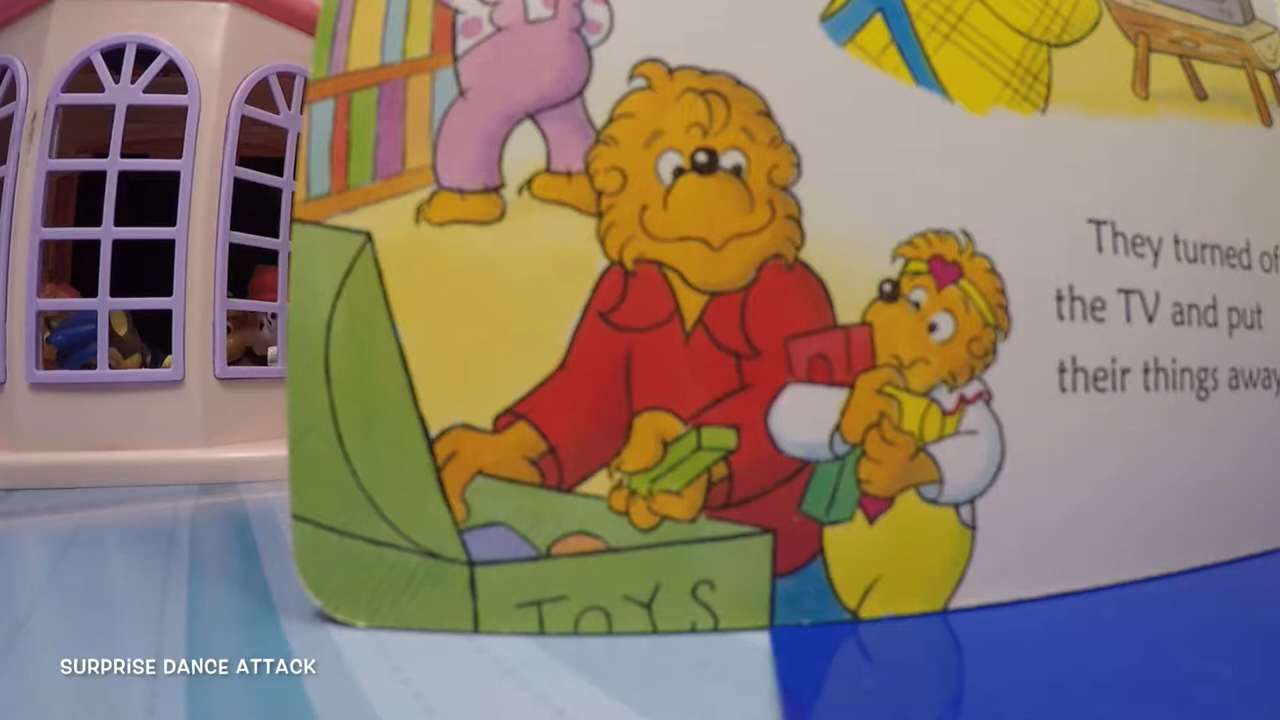 They turned of
the TV and put
their things away
TOYS
SURPRiSE DANCE ATTACK